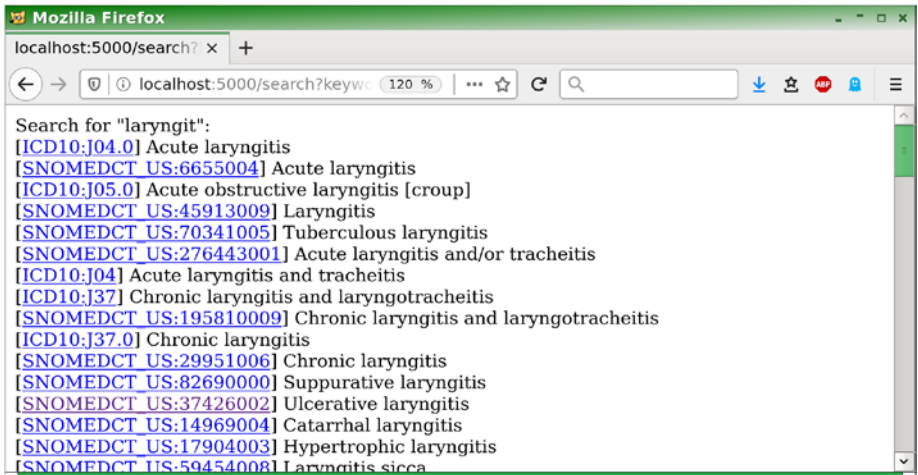 Mozilla Firefox
localhost:5000/search?
localhost:5000/search?keywo 120 %
Search for "laryngit":
[ICD10:J04.0] Acute laryngitis
[SNOMEDCT_US:6655004] Acute laryngitis
[ICD10:J05.0] Acute obstructive laryngitis [croup]
[SNOMEDCT_US:45913009] Laryngitis
[SNOMEDCT_US:70341005] Tuberculous laryngitis
[SNOMEDCT_US:276443001] Acute laryngitis and/or tracheitis
[ICD10:J04] Acute laryngitis and tracheitis
[ICD10:J37] Chronic laryngitis and laryngotracheitis
[SNOMEDCT_US:195810009] Chronic laryngitis and laryngotracheitis
[ICD10:J37.0] Chronic laryngitis
[SNOMEDCT_US:29951006] Chronic laryngitis
[SNOMEDCT_US:82690000] Suppurative laryngitis
[SNOMEDCT_US:37426002] Ulcerative laryngitis
[SNOMEDCT_US:14969004] Catarrhal laryngitis
[SNOMEDCT_US:17904003] Hypertrophic laryngitis
[SNOMEDCT_US:59454008] Laryngitis sicca